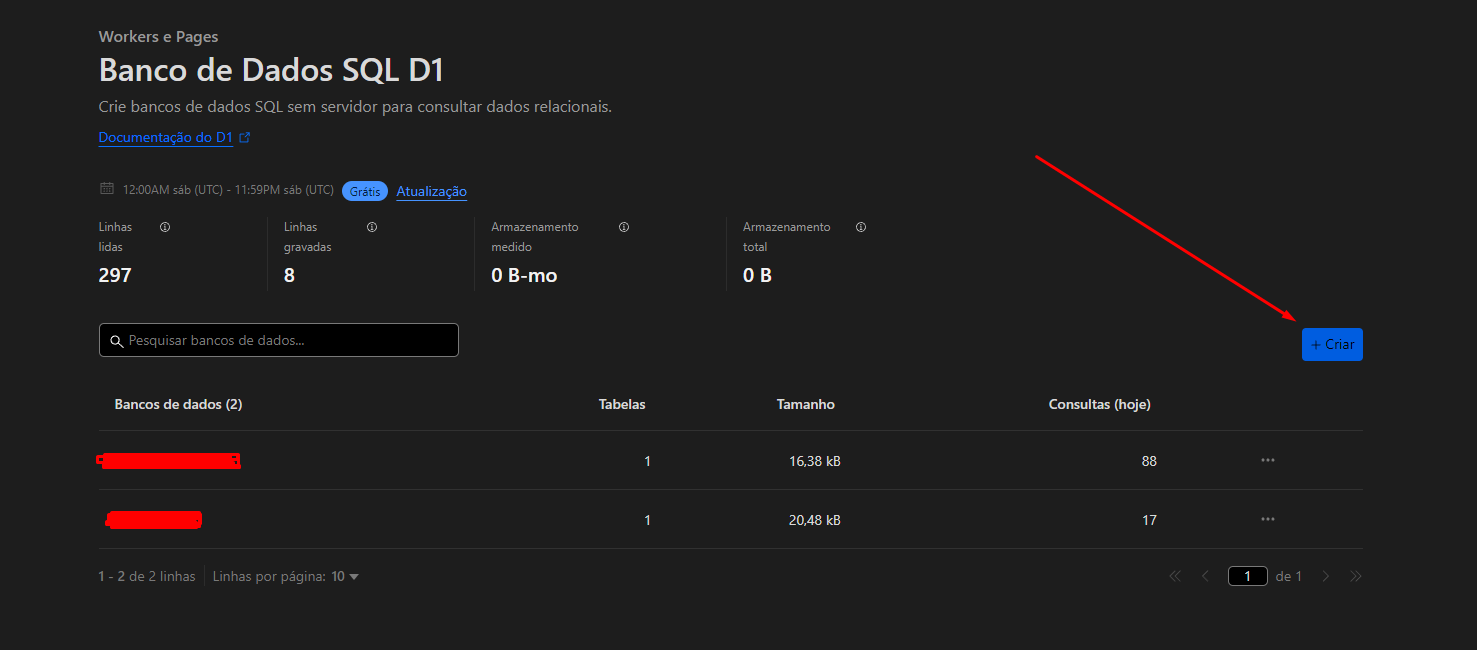 Workers e Pages
Banco de Dados SQL D1
Crie bancos de dados SQL sem servidor para consultar dados relacionais.
Documentação do D1
12:00AM sáb (UTC) - 11:59PM sáb (UTC) Grátis Atualização
Linhas lidas
297
Linhas gravadas
8
Armazenamento medido
0 B-mo
Armazenamento total
0 B
Pesquisar bancos de dados...
+ Criar
Bancos de dados (2) Tabelas Tamanho Consultas (hoje)
1 16,38 kB 88 ...
1 20,48 kB 17 ...
1 - 2 de 2 linhas Linhas por página: 10 1 de 1